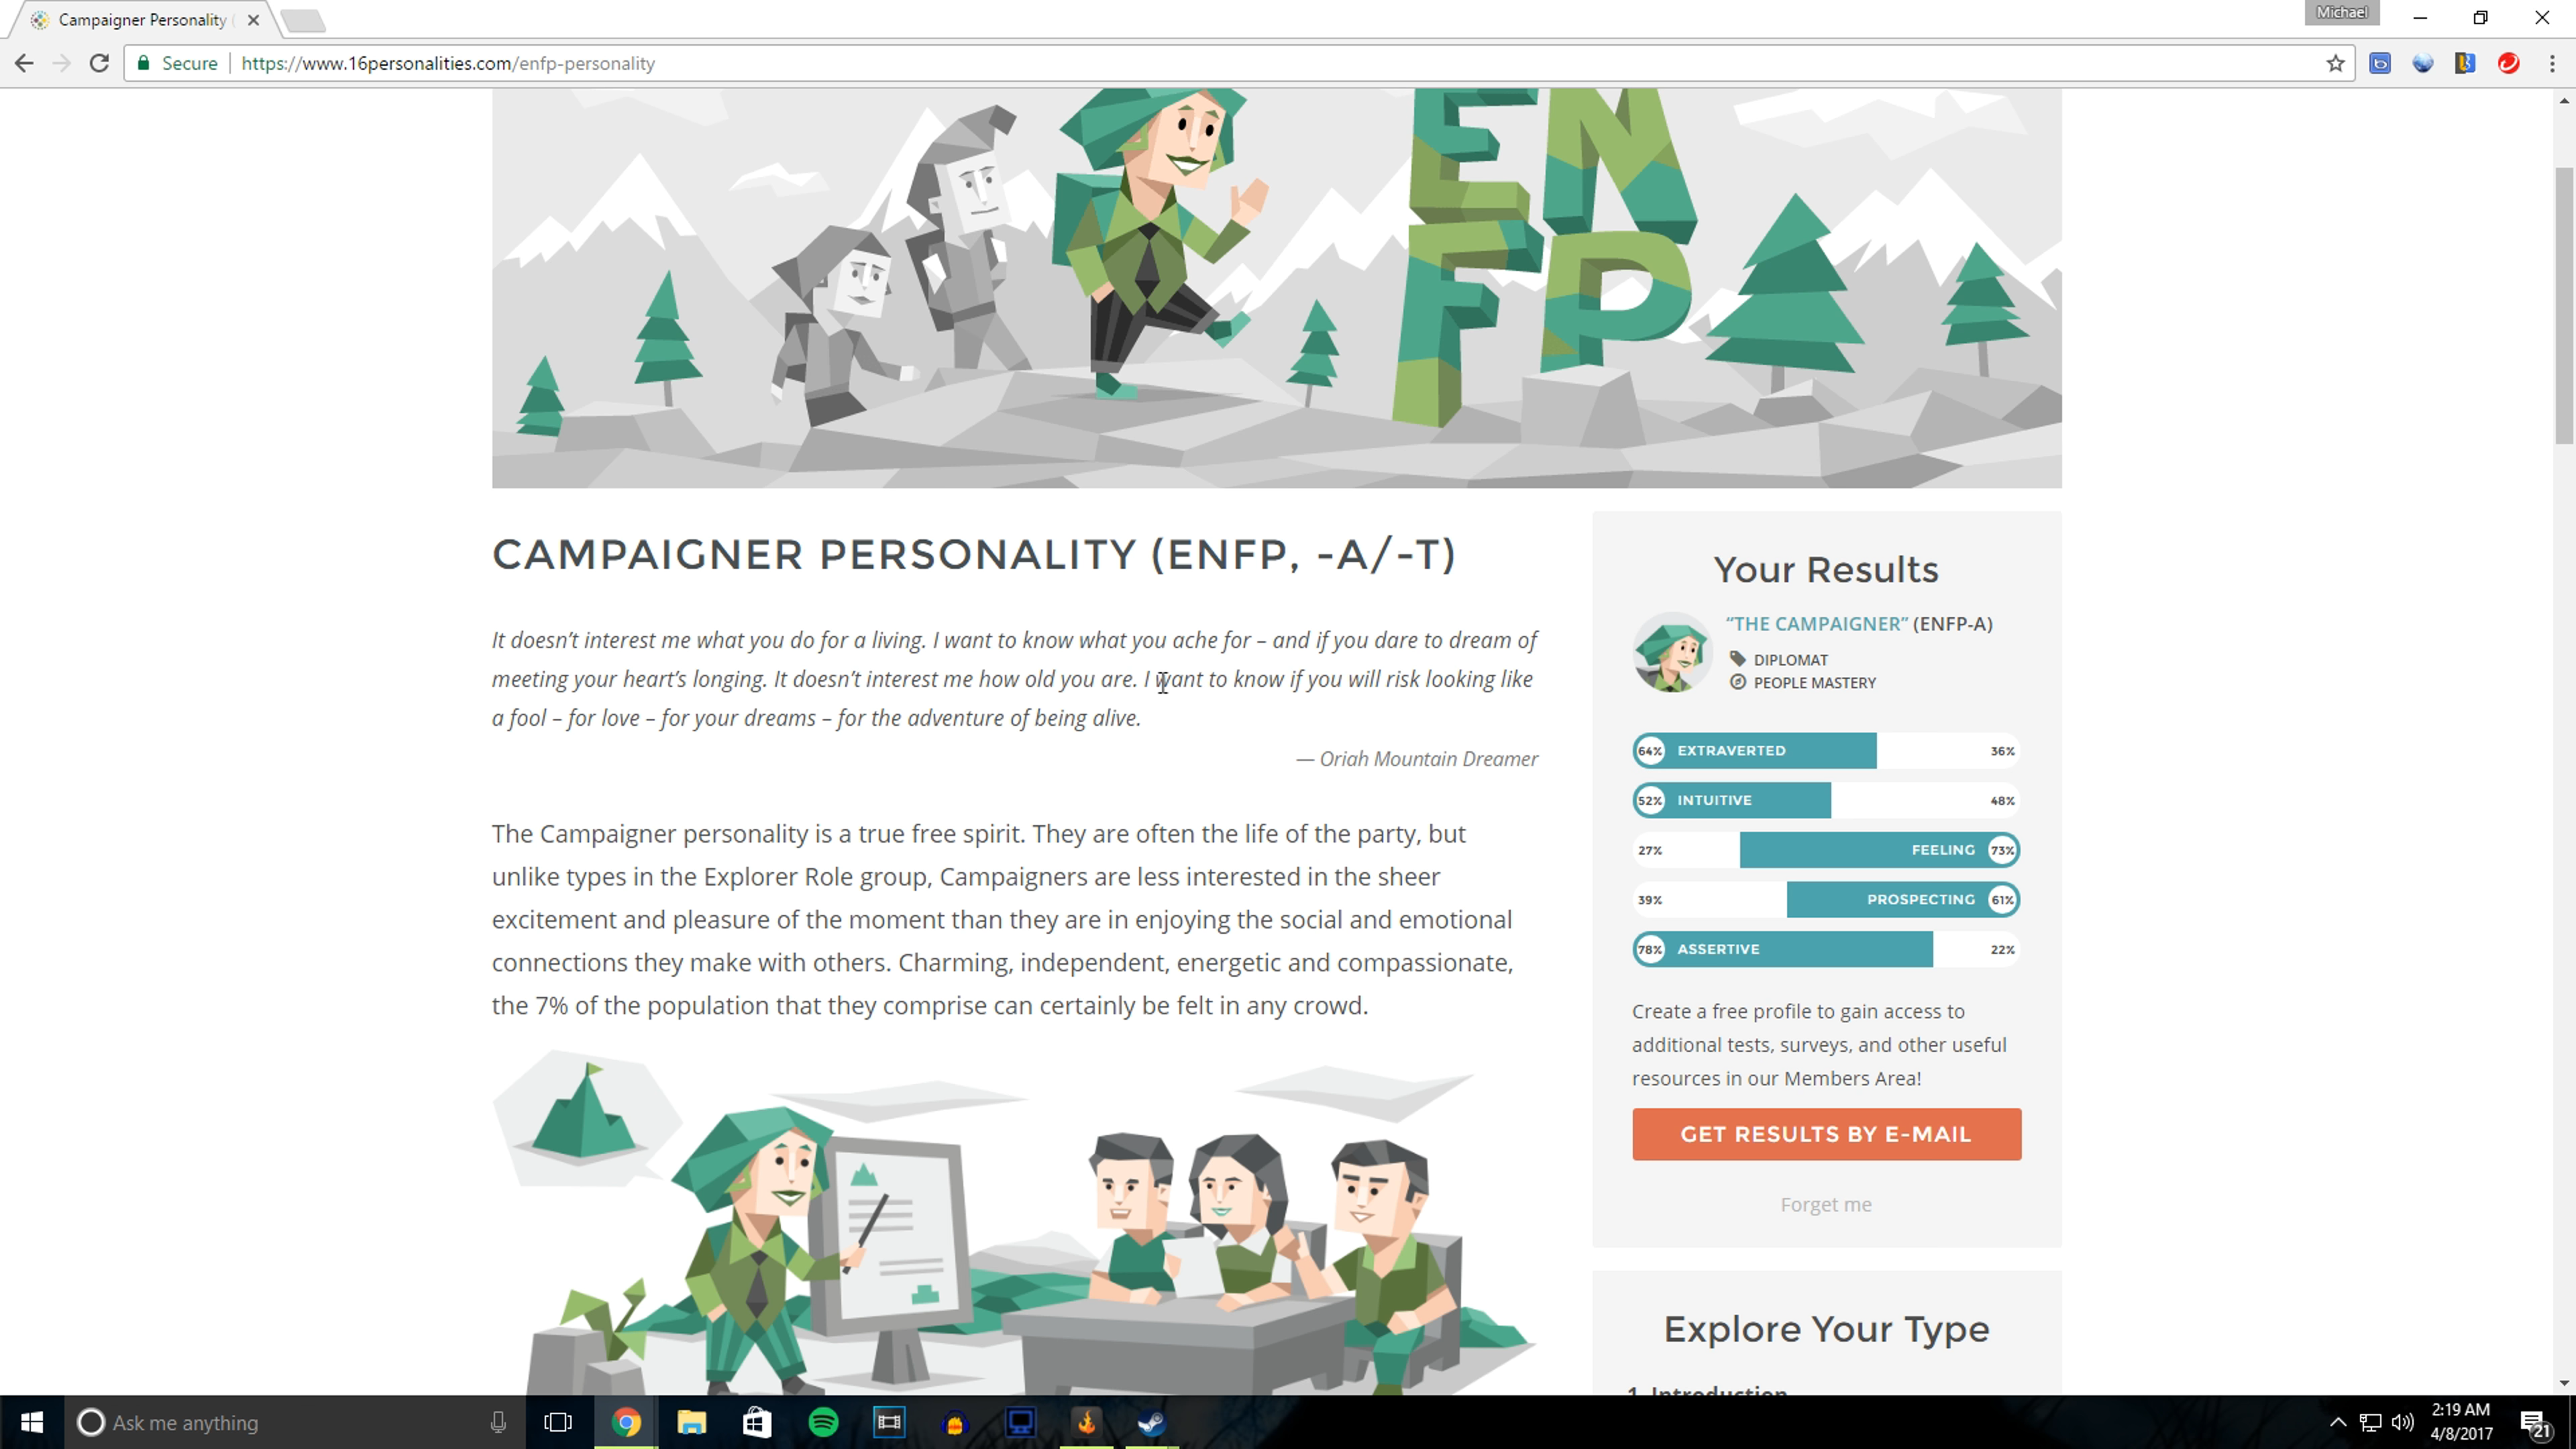 Campaigner Personality (
Michael
Secure
https://www.16personalities.com/enfp-personality
EN
FP
CAMPAIGNER PERSONALITY (ENFP, -A/-T)
It doesn’t interest me what you do for a living. I want to know what you ache for – and if you dare to dream of
meeting your heart’s longing. It doesn’t interest me how old you are. I want to know if you will risk looking like
a fool – for love – for your dreams – for the adventure of being alive.
— Oriah Mountain Dreamer
The Campaigner personality is a true free spirit. They are often the life of the party, but
unlike types in the Explorer Role group, Campaigners are less interested in the sheer
excitement and pleasure of the moment than they are in enjoying the social and emotional
connections they make with others. Charming, independent, energetic and compassionate,
the 7% of the population that they comprise can certainly be felt in any crowd.
Your Results
“THE CAMPAIGNER” (ENFP-A)
DIPLOMAT
PEOPLE MASTERY
64% EXTRAVERTED 36%
52% INTUITIVE 48%
27% FEELING 73%
39% PROSPECTING 61%
78% ASSERTIVE 22%
Create a free profile to gain access to
additional tests, surveys, and other useful
resources in our Members Area!
GET RESULTS BY E-MAIL
Forget me
Explore Your Type
1. Introduction
Ask me anything
2:19 AM
4/8/2017
21